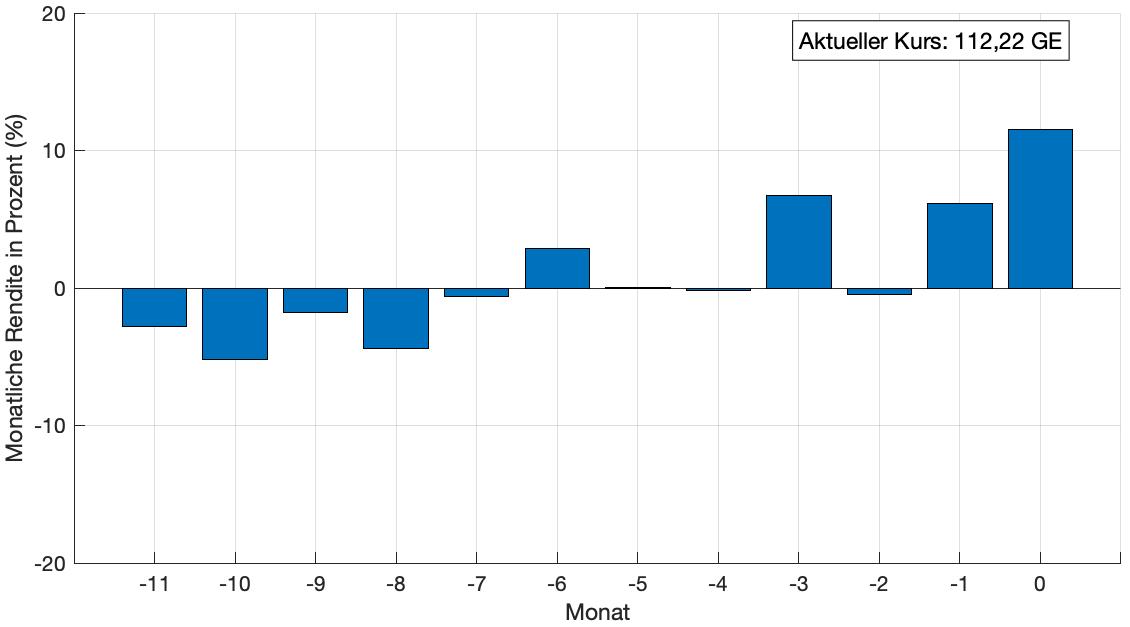 20
Aktueller Kurs: 112,22 GE
10
0
-10
-20
Monatliche Rendite in Prozent (%)
-11 -10 -9 -8 -7 -6 -5 -4 -3 -2 -1 0
Monat